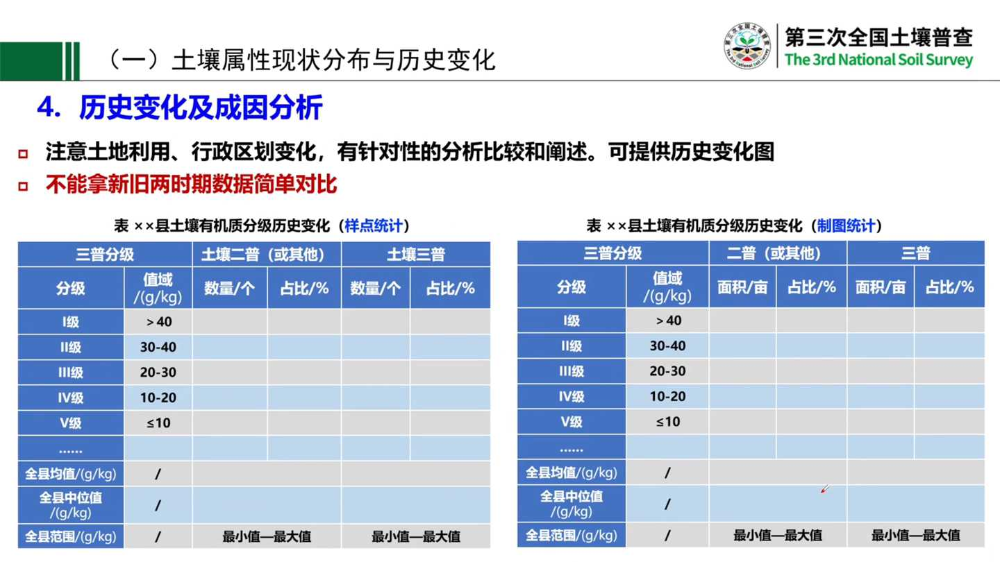 （一）土壤属性现状分布与历史变化
第三次全国土壤普查
The 3rd National Soil Survey
4. 历史变化及成因分析
注意土地利用、行政区划变化，有针对性的分析比较和阐述。可提供历史变化图
不能拿新旧两时期数据简单对比
表 ××县土壤有机质分级历史变化（样点统计）
三普分级 土壤二普（或其他） 土壤三普
分级 值域/(g/kg) 数量/个 占比/% 数量/个 占比/%
I级 ＞40
II级 30-40
III级 20-30
IV级 10-20
V级 ≤10
……
全县均值/(g/kg) /
全县中位值/(g/kg) /
全县范围/(g/kg) / 最小值—最大值 最小值—最大值
表 ××县土壤有机质分级历史变化（制图统计）
三普分级 二普（或其他） 三普
分级 值域/(g/kg) 面积/亩 占比/% 面积/亩 占比/%
I级 ＞40
II级 30-40
III级 20-30
IV级 10-20
V级 ≤10
……
全县均值/(g/kg) /
全县中位值/(g/kg) /
全县范围/(g/kg) / 最小值—最大值 最小值—最大值